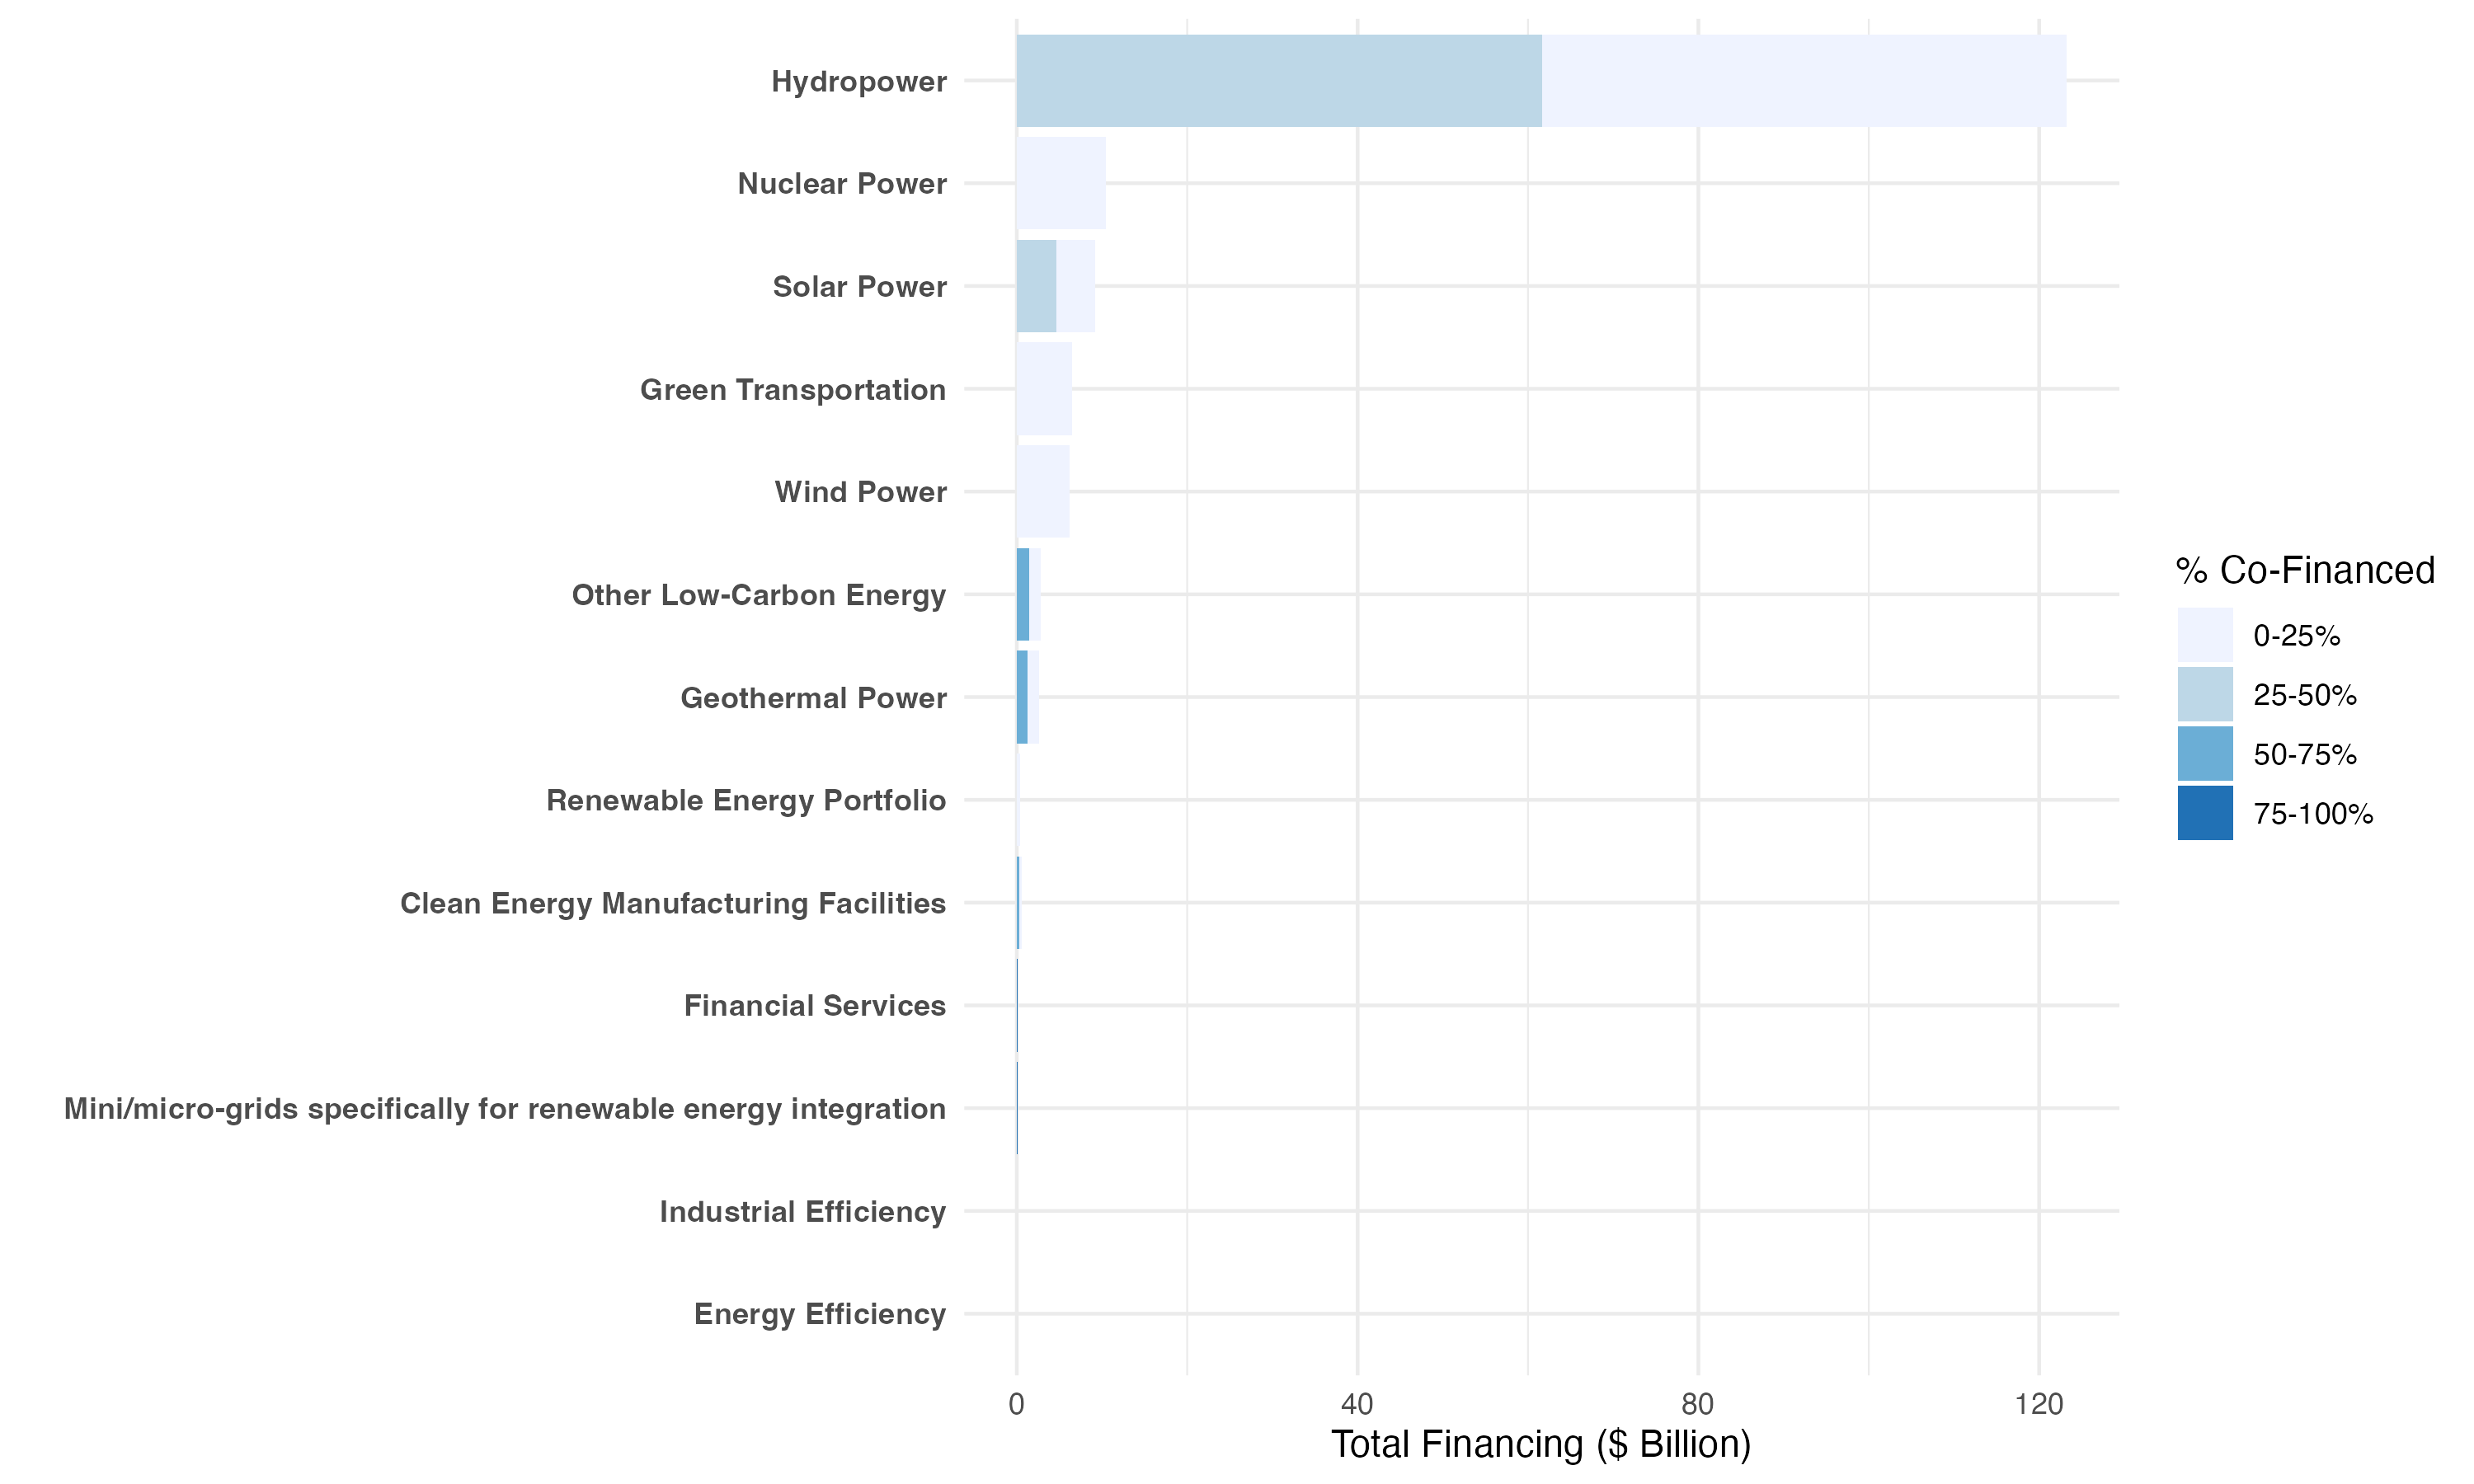 Hydropower
Nuclear Power
Solar Power
Green Transportation
Wind Power
Other Low-Carbon Energy
Geothermal Power
Renewable Energy Portfolio
Clean Energy Manufacturing Facilities
Financial Services
Mini/micro-grids specifically for renewable energy integration
Industrial Efficiency
Energy Efficiency
0 40 80 120
Total Financing ($ Billion)
% Co-Financed
0-25%
25-50%
50-75%
75-100%